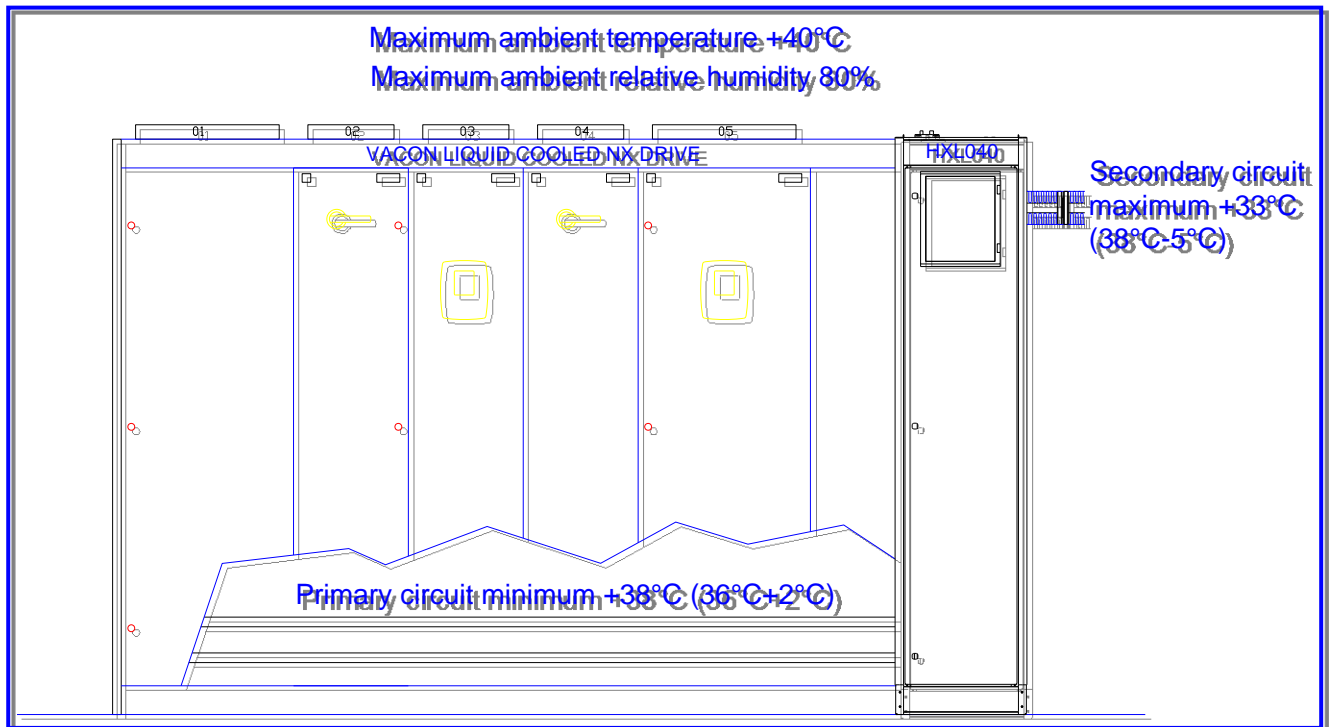 Maximum ambient temperature +40°C
Maximum ambient relative humidity 80%
01 02 03 04 05
VACON LIQUID COOLED NX DRIVE
HXL040
Secondary circuit
maximum +33°C
(38°C-5°C)
Primary circuit minimum +38°C (36°C+2°C)